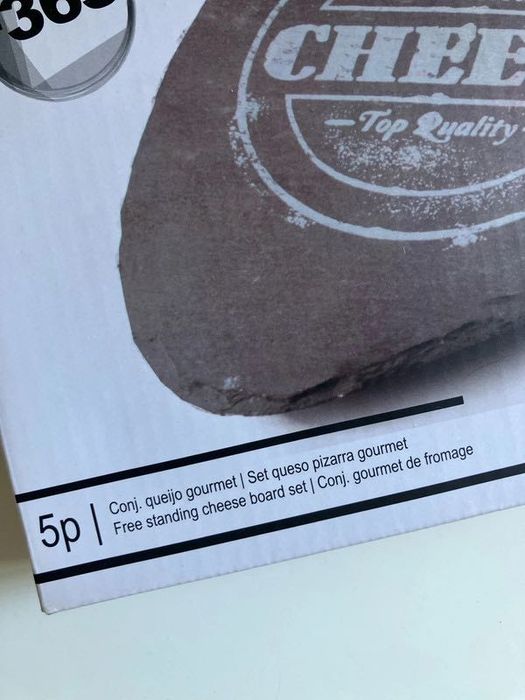 365
CHEE
Top Quality
5p
Conj. queijo gourmet | Set queso pizarra gourmet
Free standing cheese board set | Conj. gourmet de fromage